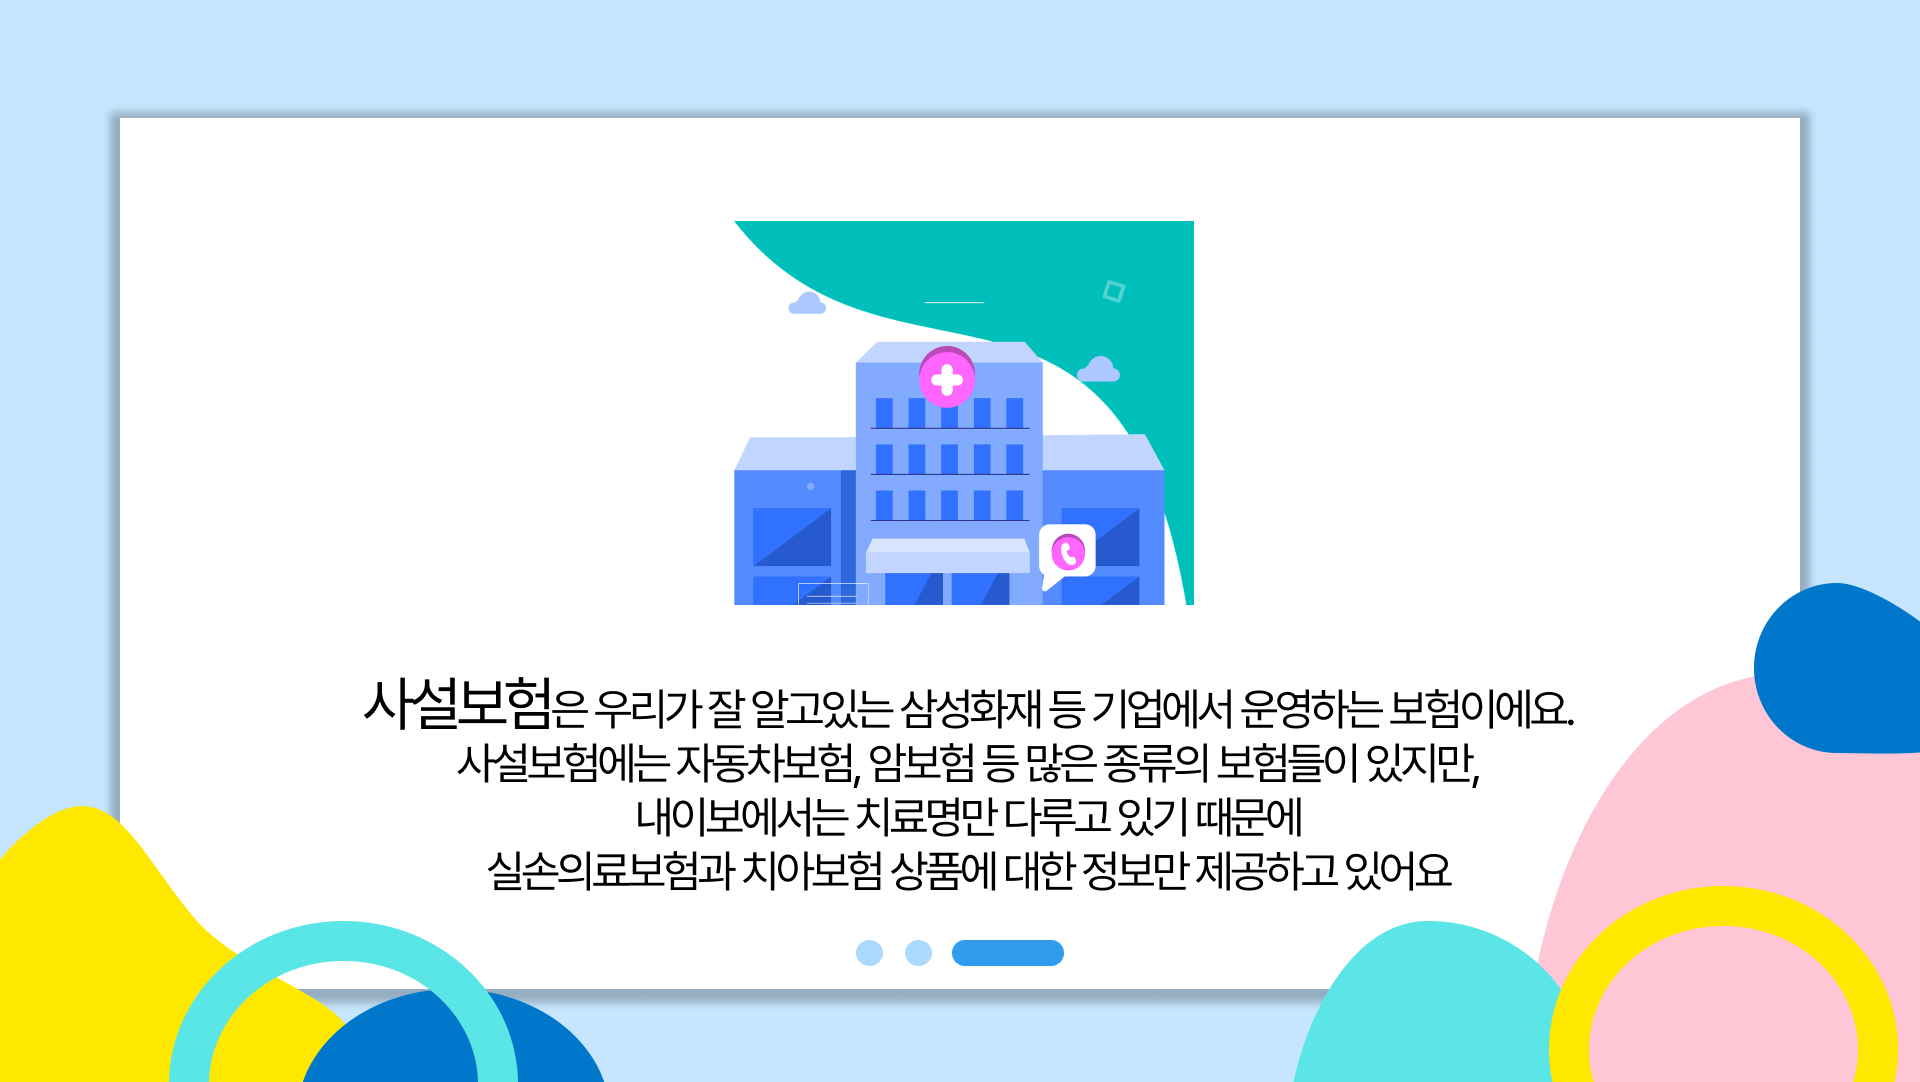 사설보험은 우리가 잘 알고있는 삼성화재 등 기업에서 운영하는 보험이에요.
사설보험에는 자동차보험, 암보험 등 많은 종류의 보험들이 있지만,
내이보에서는 치료명만 다루고 있기 때문에
실손의료보험과 치아보험 상품에 대한 정보만 제공하고 있어요